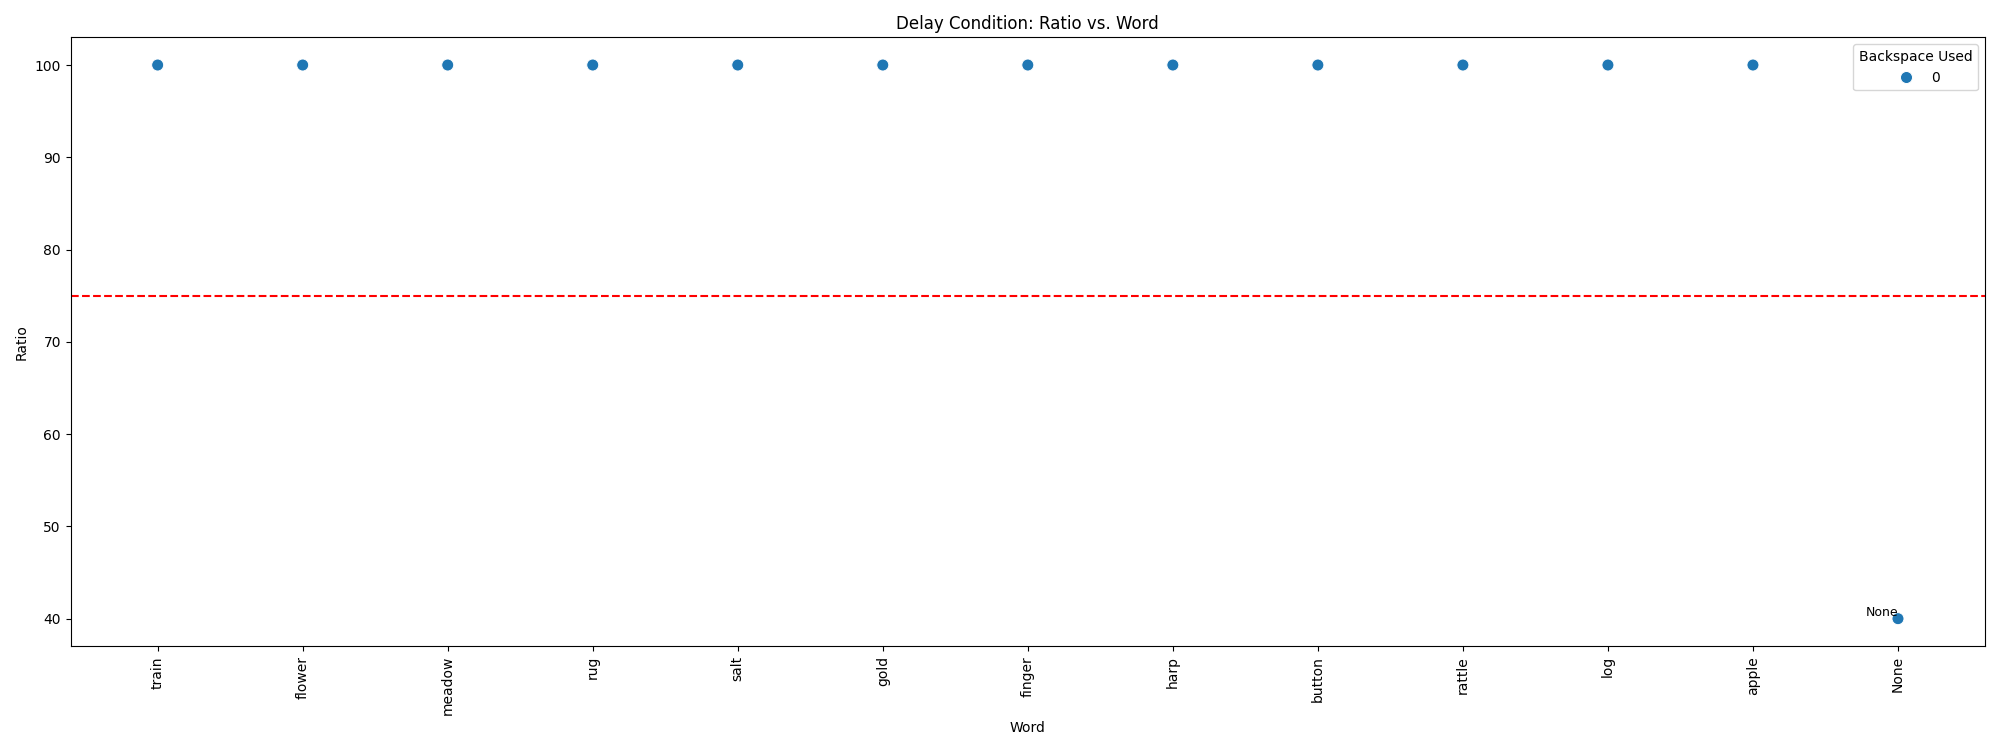 Delay Condition: Ratio vs. Word
Backspace Used
0
100
90
80
70
60
50
40
Ratio
None
train
flower
meadow
rug
salt
gold
finger
harp
button
rattle
log
apple
None
Word